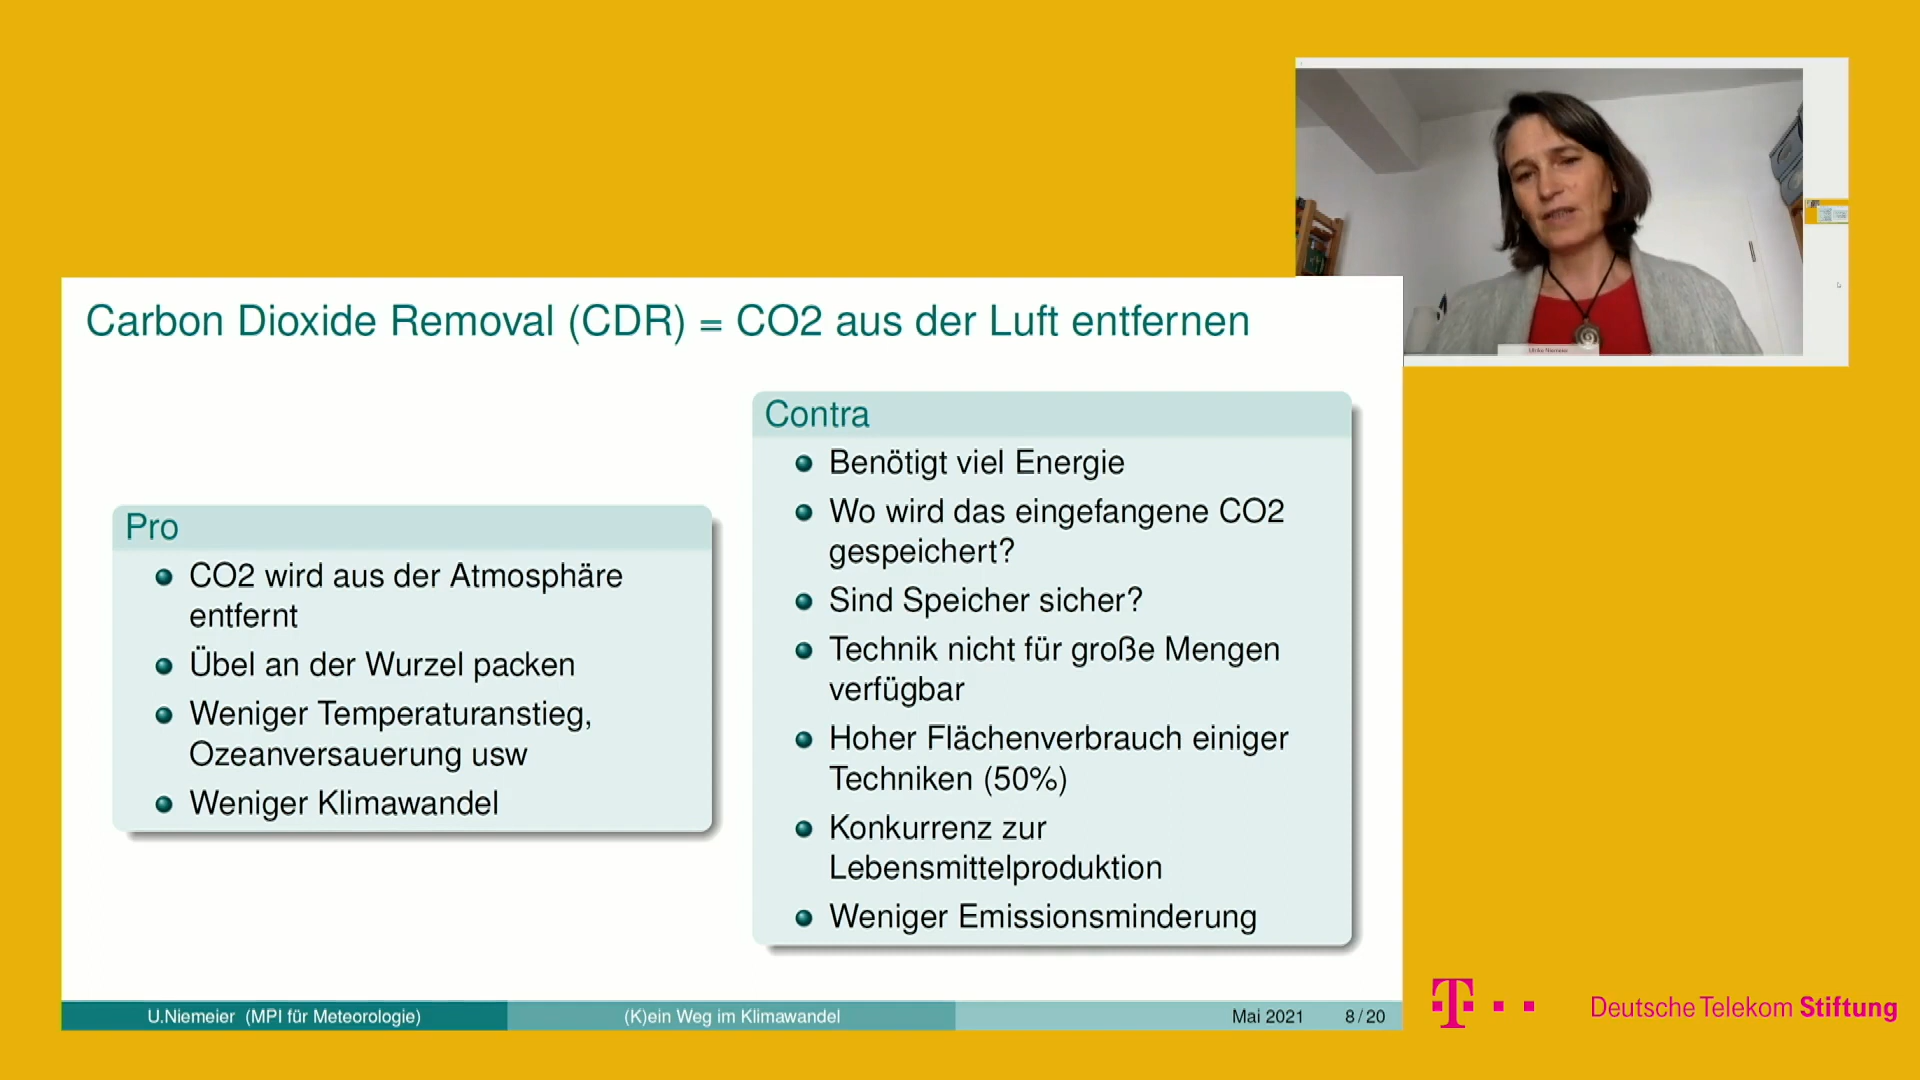 Ulrike Niemeier
Carbon Dioxide Removal (CDR) = CO2 aus der Luft entfernen
Pro
CO2 wird aus der Atmosphäre
entfernt
Übel an der Wurzel packen
Weniger Temperaturanstieg,
Ozeanversauerung usw
Weniger Klimawandel
Contra
Benötigt viel Energie
Wo wird das eingefangene CO2
gespeichert?
Sind Speicher sicher?
Technik nicht für große Mengen
verfügbar
Hoher Flächenverbrauch einiger
Techniken (50%)
Konkurrenz zur
Lebensmittelproduktion
Weniger Emissionsminderung
U.Niemeier (MPI für Meteorologie)
(K)ein Weg im Klimawandel
Mai 2021
8/20
T
Deutsche Telekom Stiftung